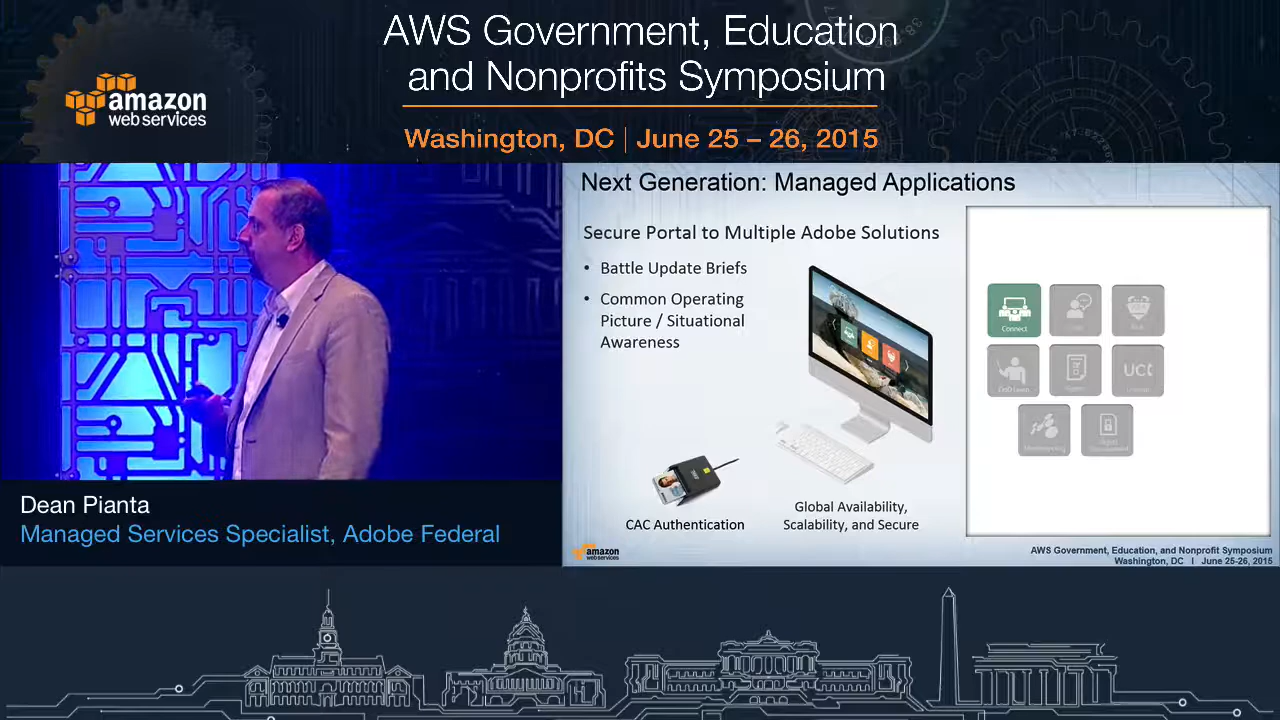 AWS Government, Education
and Nonprofits Symposium
Washington, DC | June 25 – 26, 2015
amazon
web services
Next Generation: Managed Applications
Secure Portal to Multiple Adobe Solutions
• Battle Update Briefs
• Common Operating
Picture / Situational
Awareness
Connect
CAC Authentication
Global Availability,
Scalability, and Secure
amazon
web services
AWS Government, Education, and Nonprofit Symposium
Washington, DC | June 25-26, 2015
Dean Pianta
Managed Services Specialist, Adobe Federal